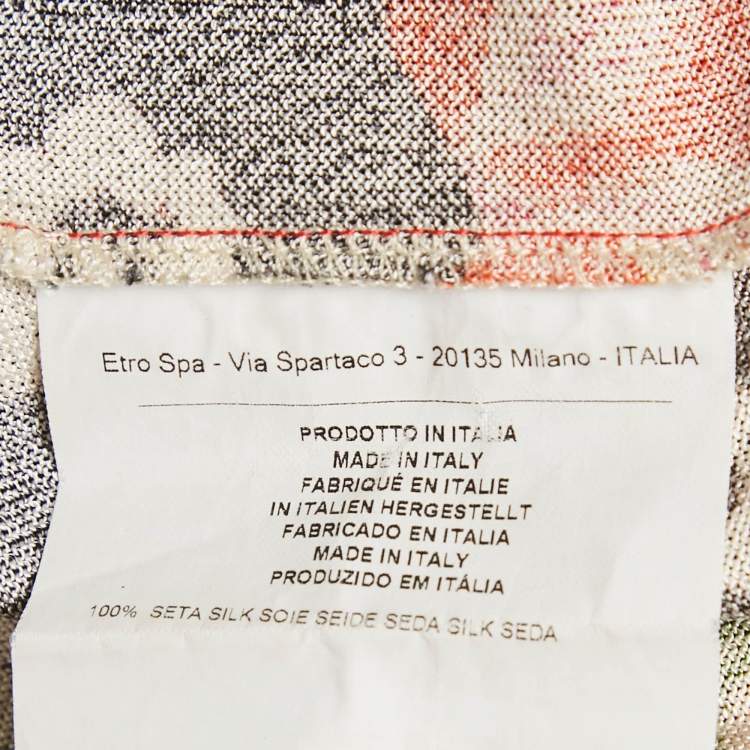 Etro Spa - Via Spartaco 3 - 20135 Milano - ITALIA
PRODOTTO IN ITALIA
MADE IN ITALY
FABRIQUÉ EN ITALIE
IN ITALIEN HERGESTELLT
FABRICADO EN ITALIA
MADE IN ITALY
PRODUZIDO EM ITÁLIA
100% SETA SILK SOIE SEIDE SEDA SILK SEDA